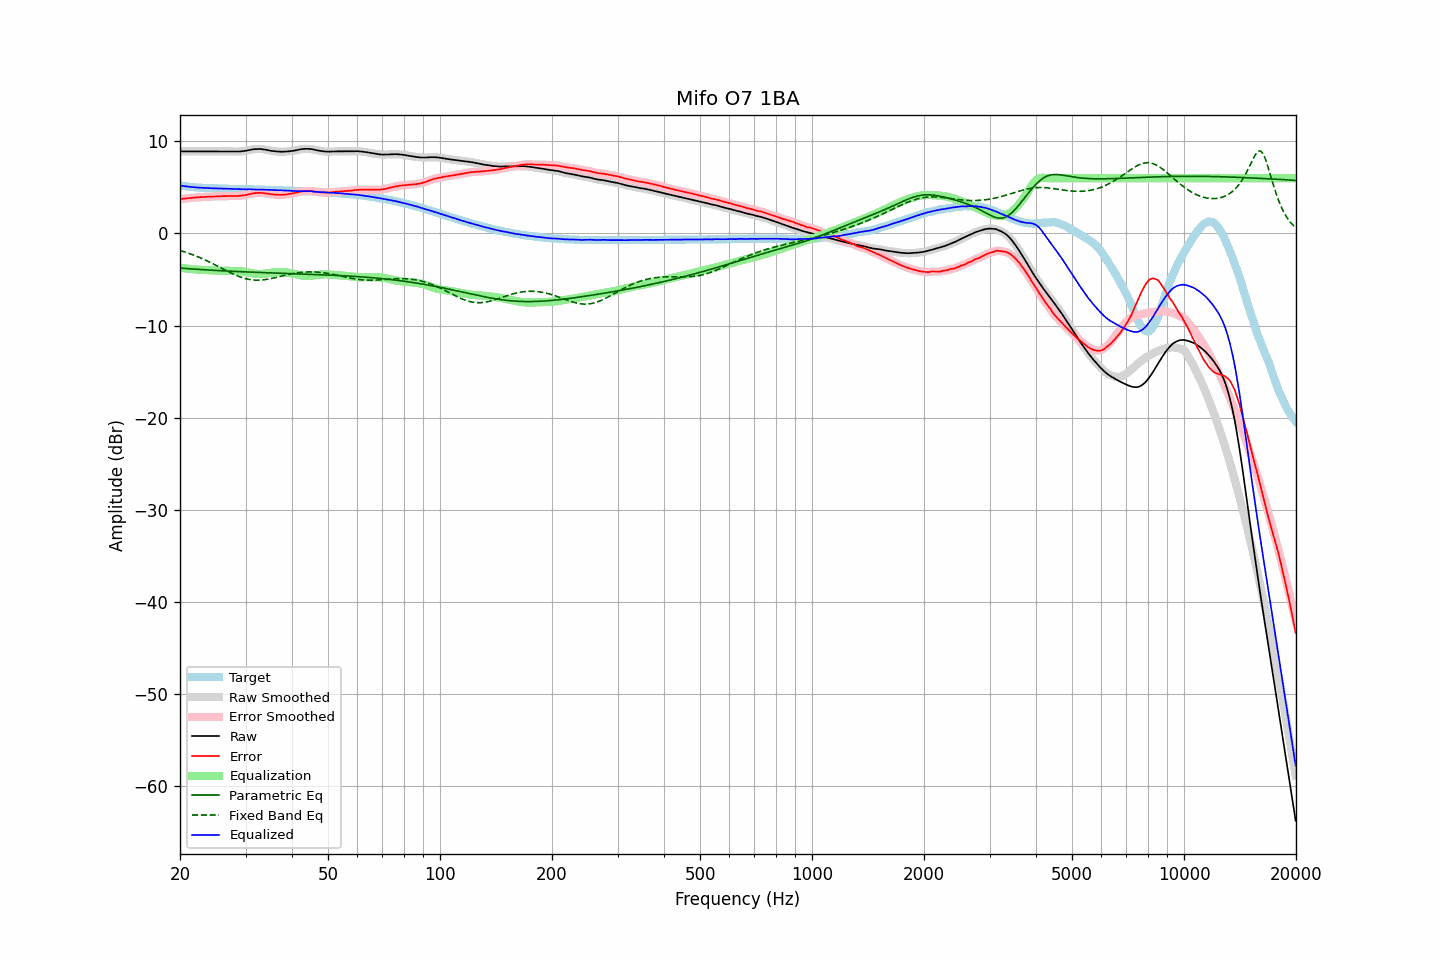 Mifo O7 1BA
10
0
−10
−20
−30
−40
−50
−60
Amplitude (dBr)
Target
Raw Smoothed
Error Smoothed
Raw
Error
Equalization
Parametric Eq
Fixed Band Eq
Equalized
20 50 100 200 500 1000 2000 5000 10000 20000
Frequency (Hz)